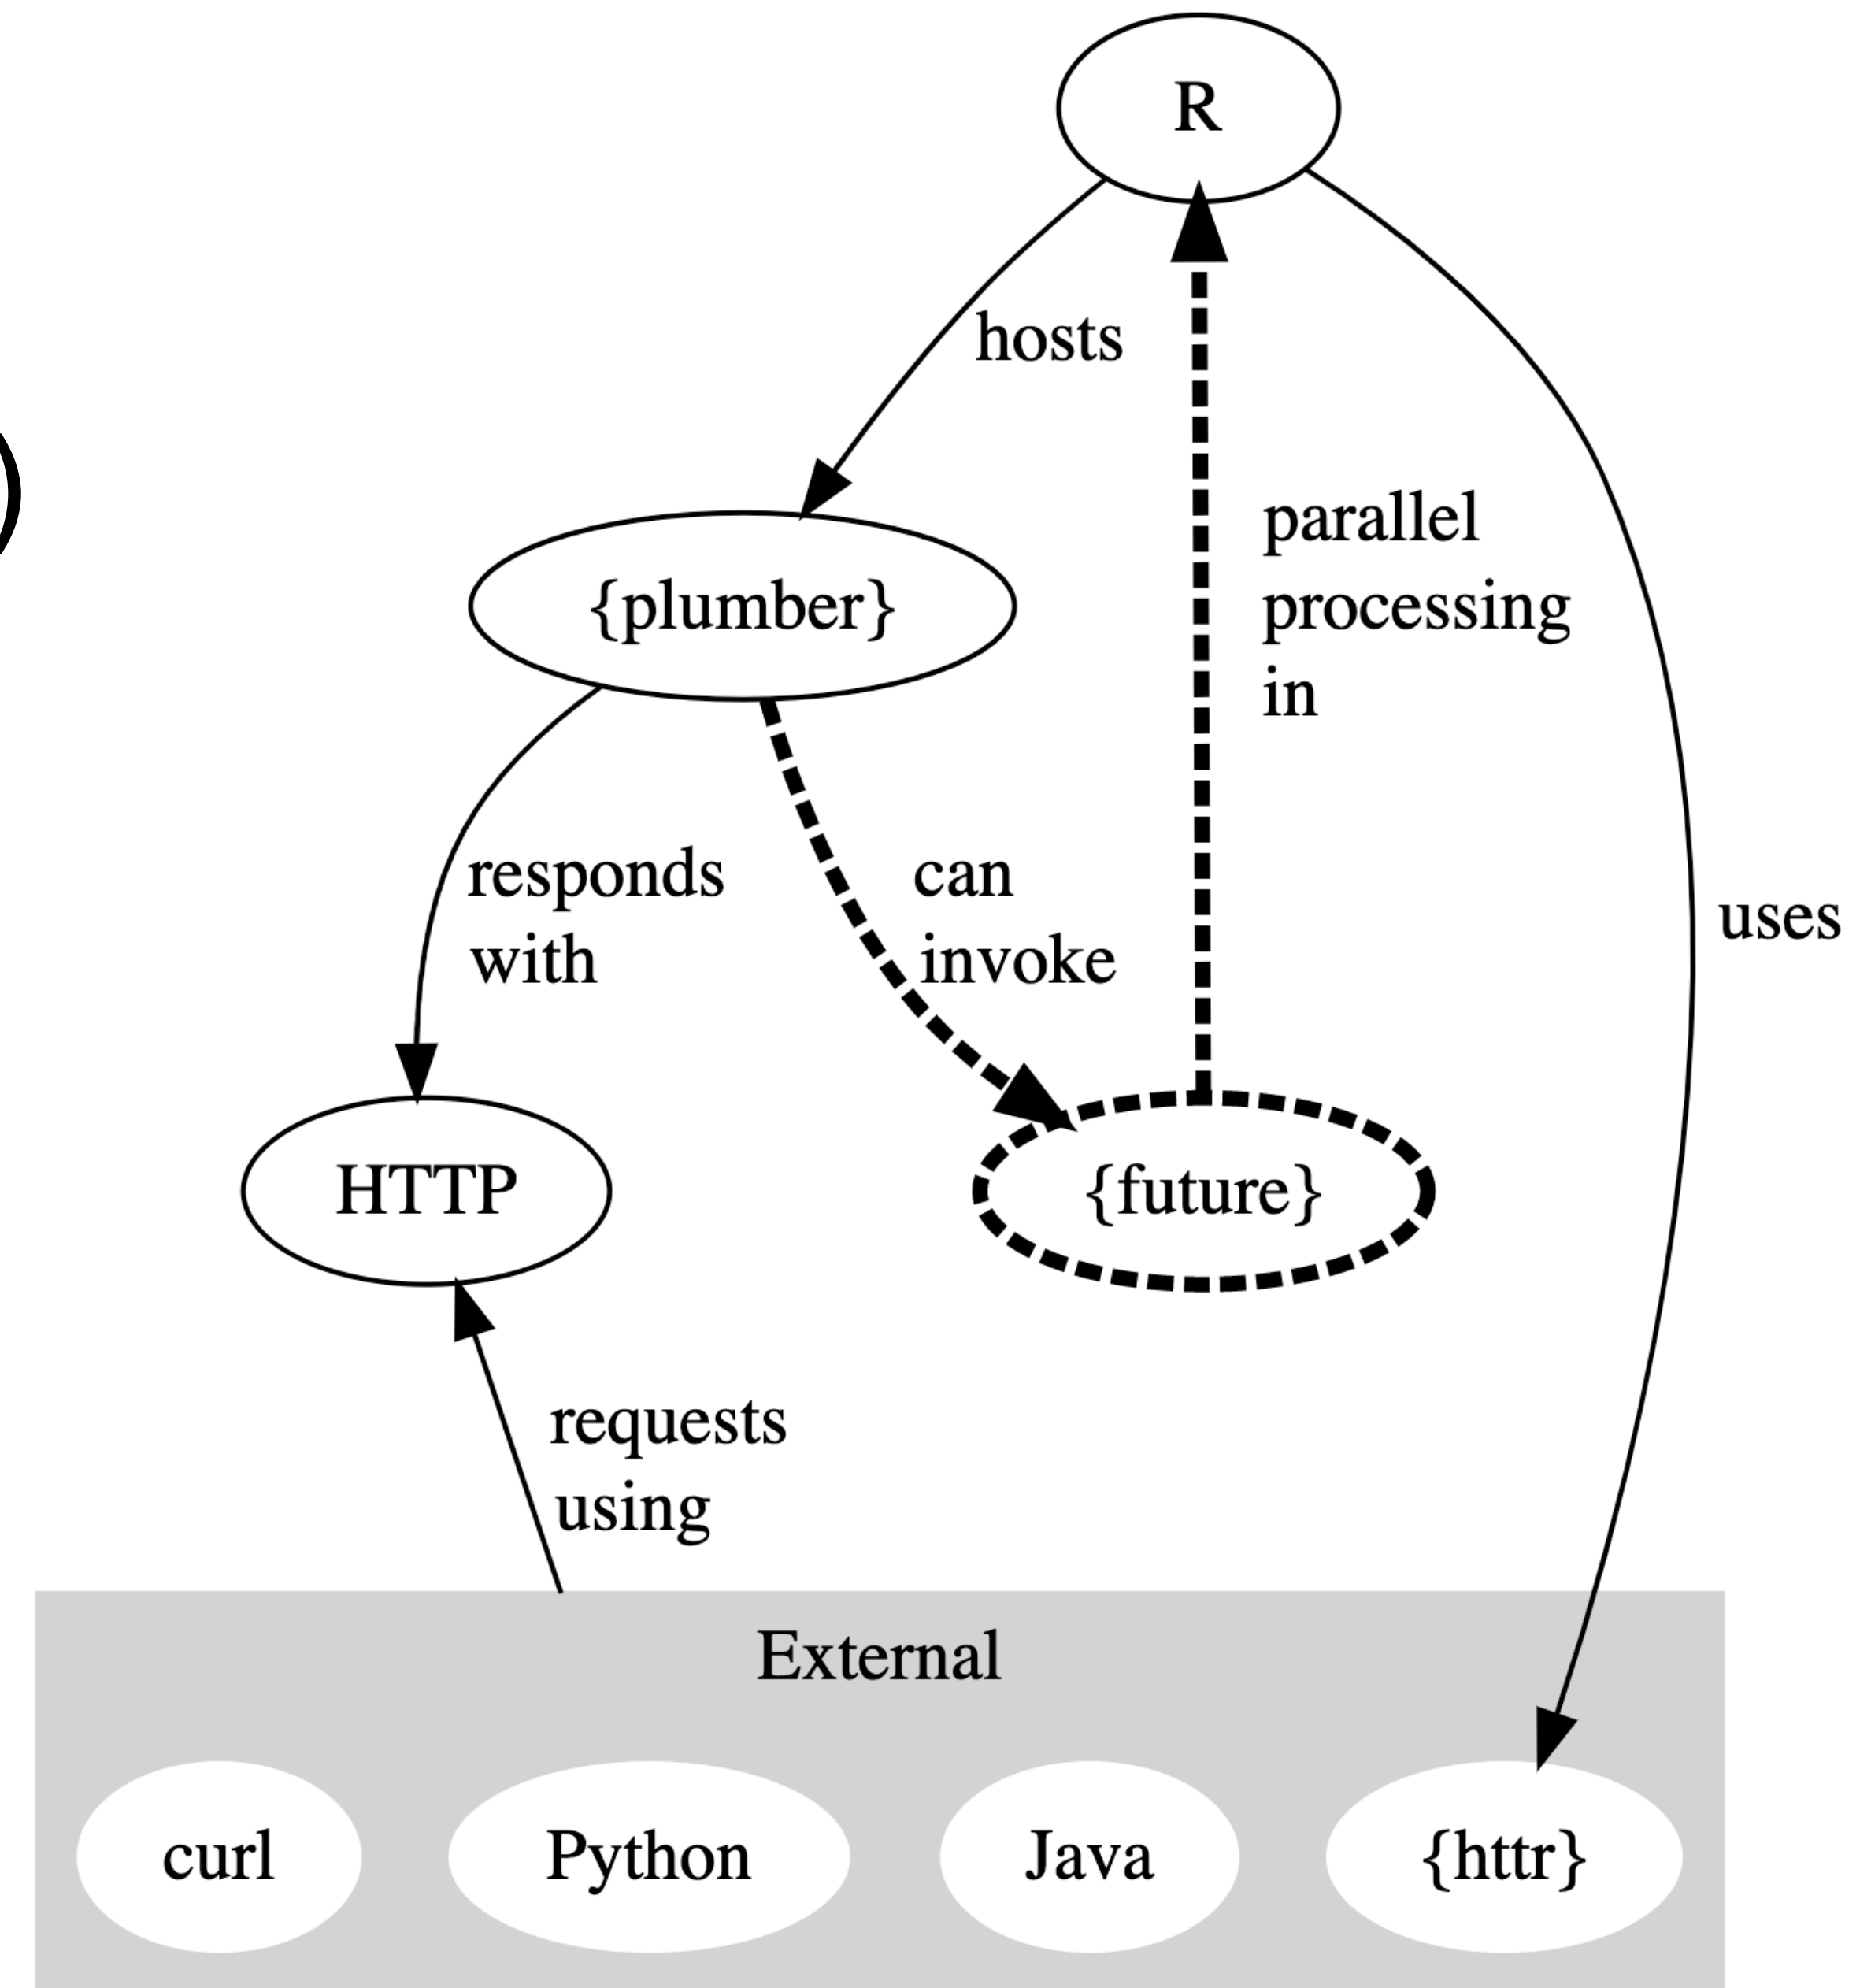 R
hosts
)
parallel
processing
in
{plumber}
responds
with
can
invoke
uses
HTTP
{future}
requests
using
External
curl
Python
Java
{httr}